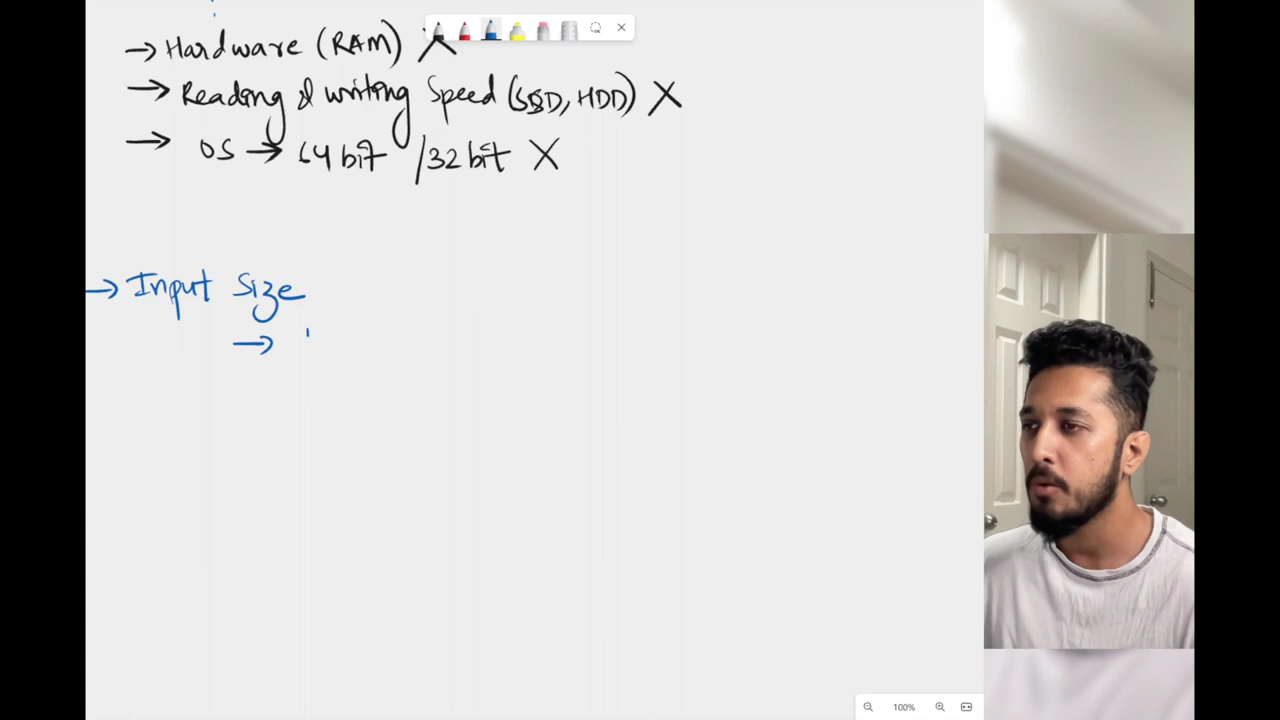 → Hardware (RAM) X
→ Reading & writing Speed (SSD, HDD) X
→ OS → 64 bit /32 bit X
→ Input Size
→
100%